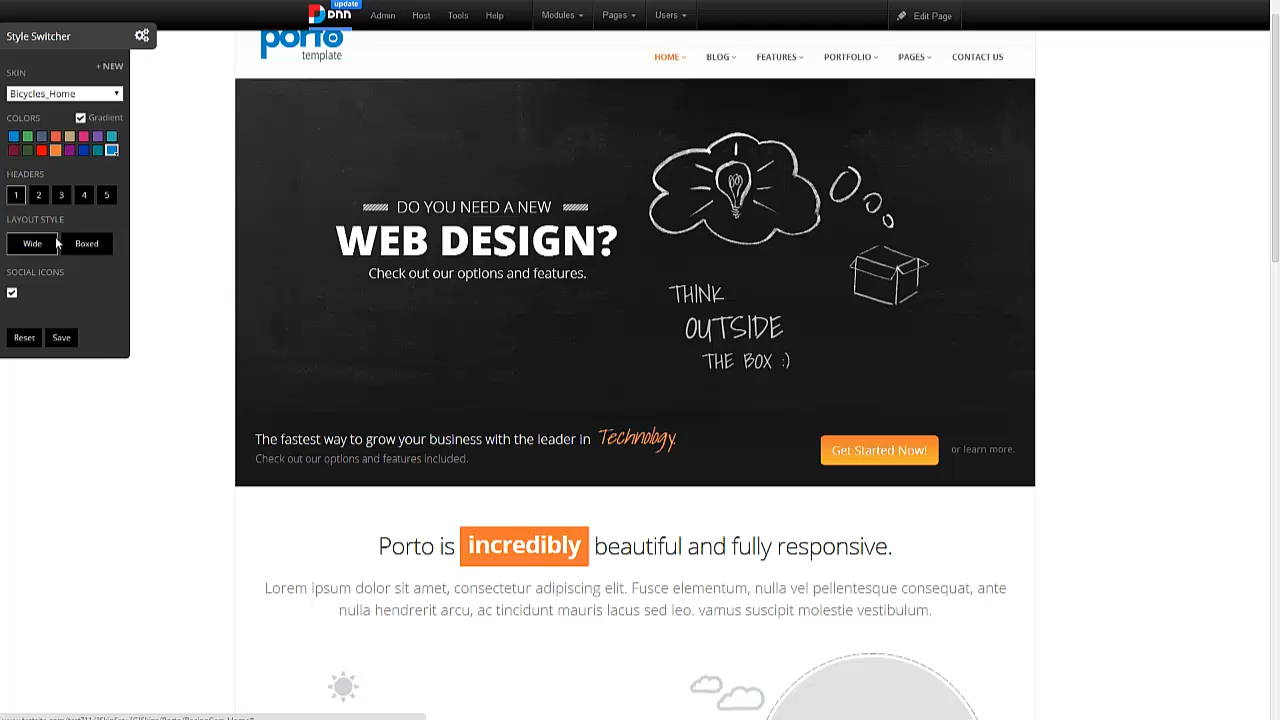 update
DNN
Admin
Host
Tools
Help
Modules
Pages
Users
Edit Page
Style Switcher
+ NEW
SKIN
Bicycles_Home
COLORS
Gradient
HEADERS
1 2 3 4 5
LAYOUT STYLE
Wide
Boxed
SOCIAL ICONS
Reset
Save
porto
template
HOME
BLOG
FEATURES
PORTFOLIO
PAGES
CONTACT US
DO YOU NEED A NEW
WEB DESIGN?
Check out our options and features.
THINK
OUTSIDE
THE BOX :)
The fastest way to grow your business with the leader in Technology.
Check out our options and features included.
Get Started Now!
or learn more.
Porto is incredibly beautiful and fully responsive.
Lorem ipsum dolor sit amet, consectetur adipiscing elit. Fusce elementum, nulla vel pellentesque consequat, ante
nulla hendrerit arcu, ac tincidunt mauris lacus sed leo. vamus suscipit molestie vestibulum.